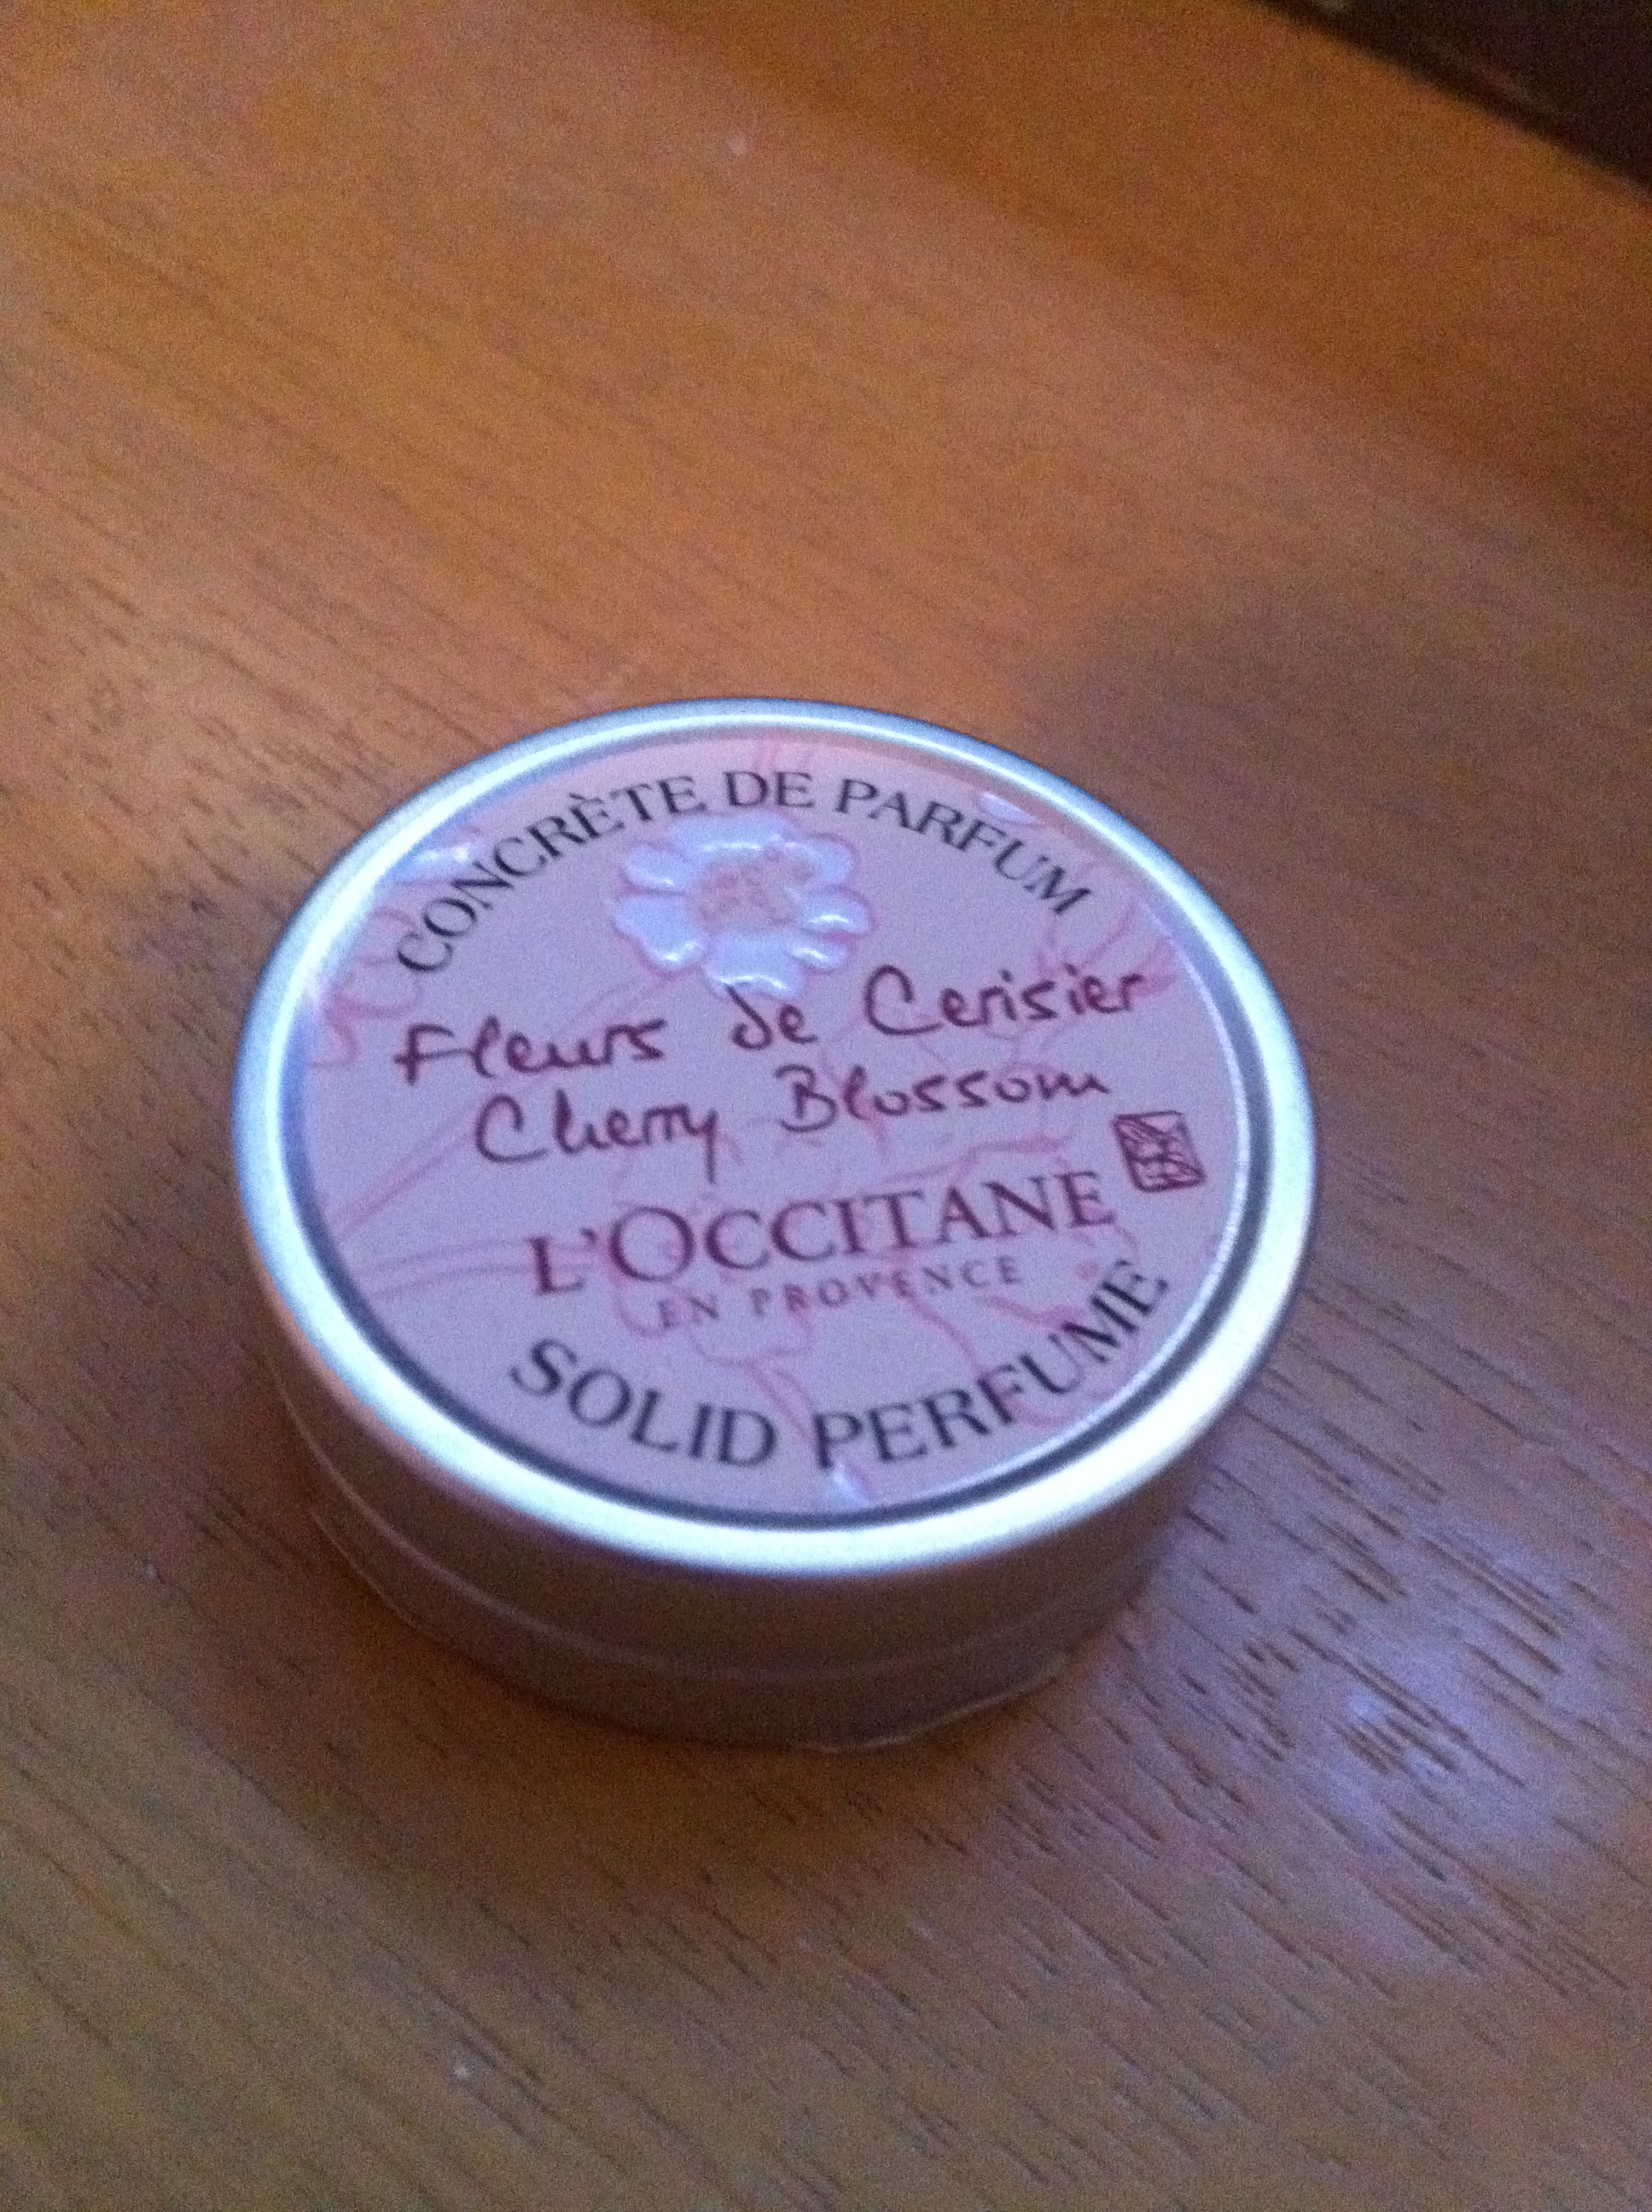 CONCRÈTE DE PARFUM
Fleurs de Cerisier
Cherry Blossom
L'OCCITANE
EN PROVENCE
SOLID PERFUME